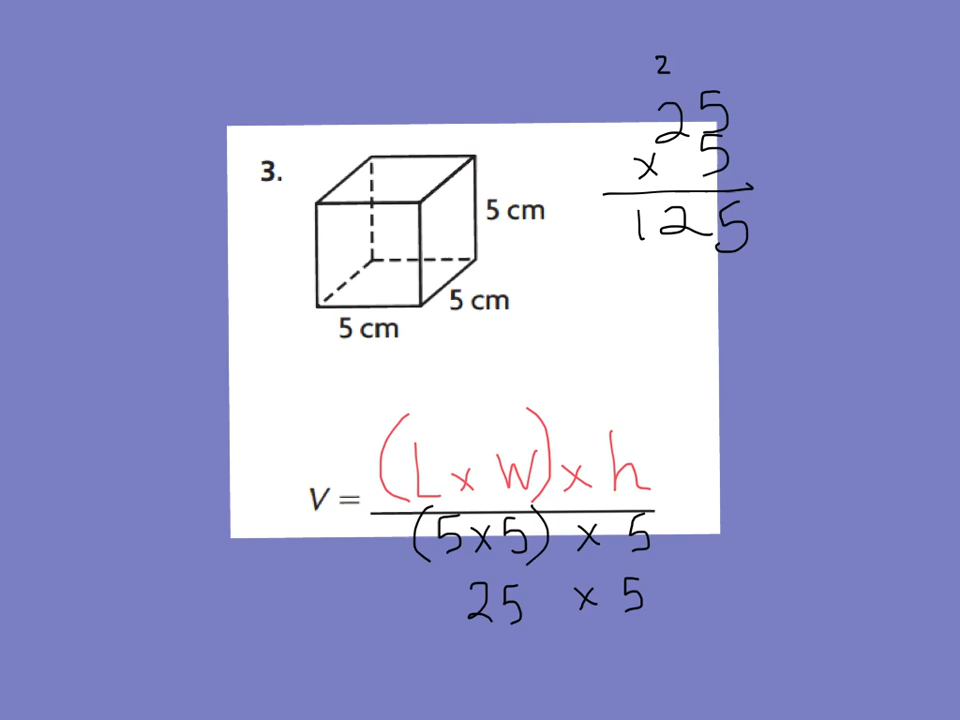 2
25
x 5
125
3.
5 cm
5 cm
5 cm
V = (L x W) x h
(5x5) x 5
25 x 5